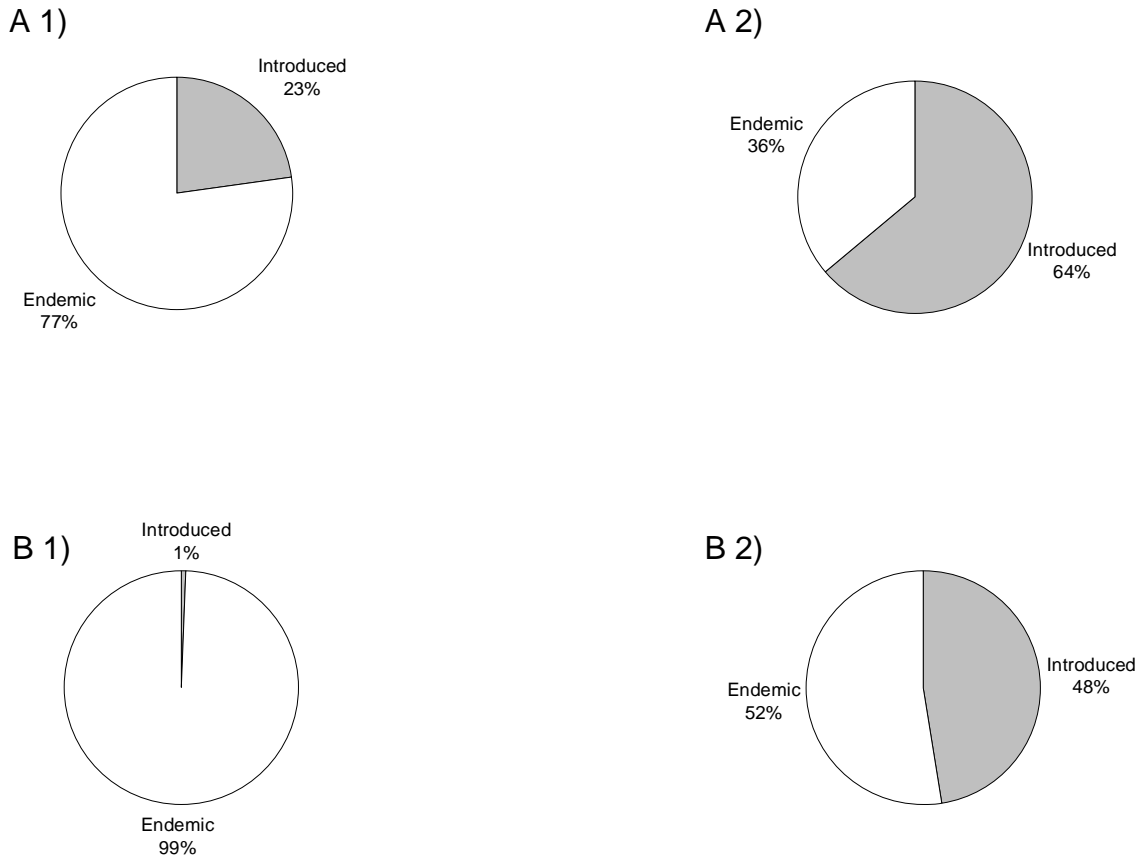 A 1)
Introduced
23%
Endemic
77%
A 2)
Endemic
36%
Introduced
64%
B 1)
Introduced
1%
Endemic
99%
B 2)
Introduced
48%
Endemic
52%